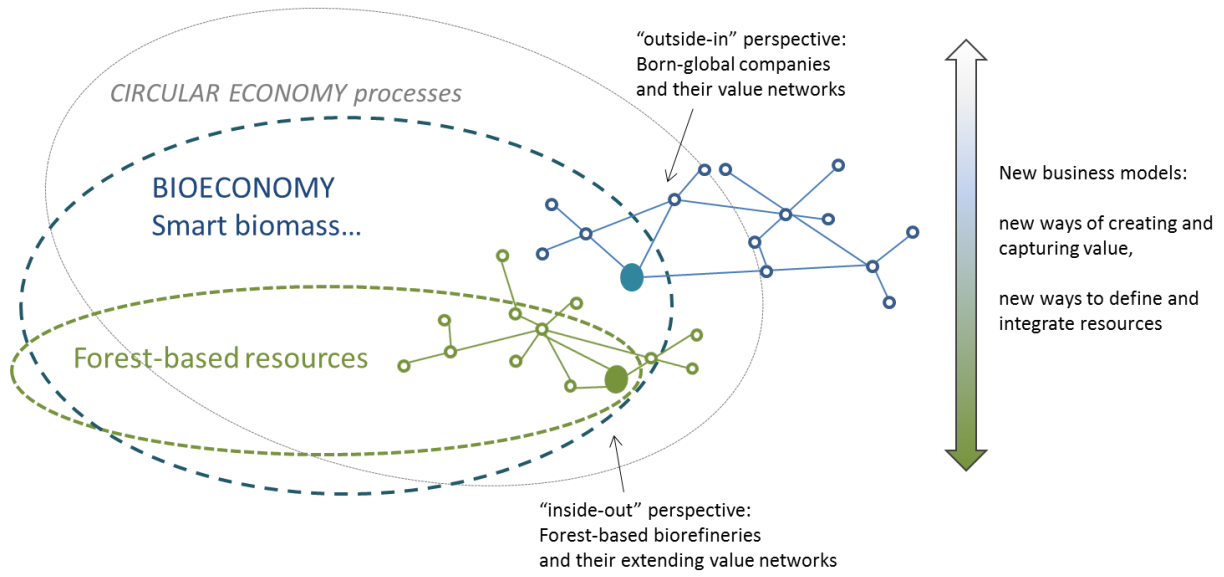 "outside-in" perspective:
Born-global companies
and their value networks
CIRCULAR ECONOMY processes
BIOECONOMY
Smart biomass...
Forest-based resources
"inside-out" perspective:
Forest-based biorefineries
and their extending value networks
New business models:
new ways of creating and
capturing value,
new ways to define and
integrate resources